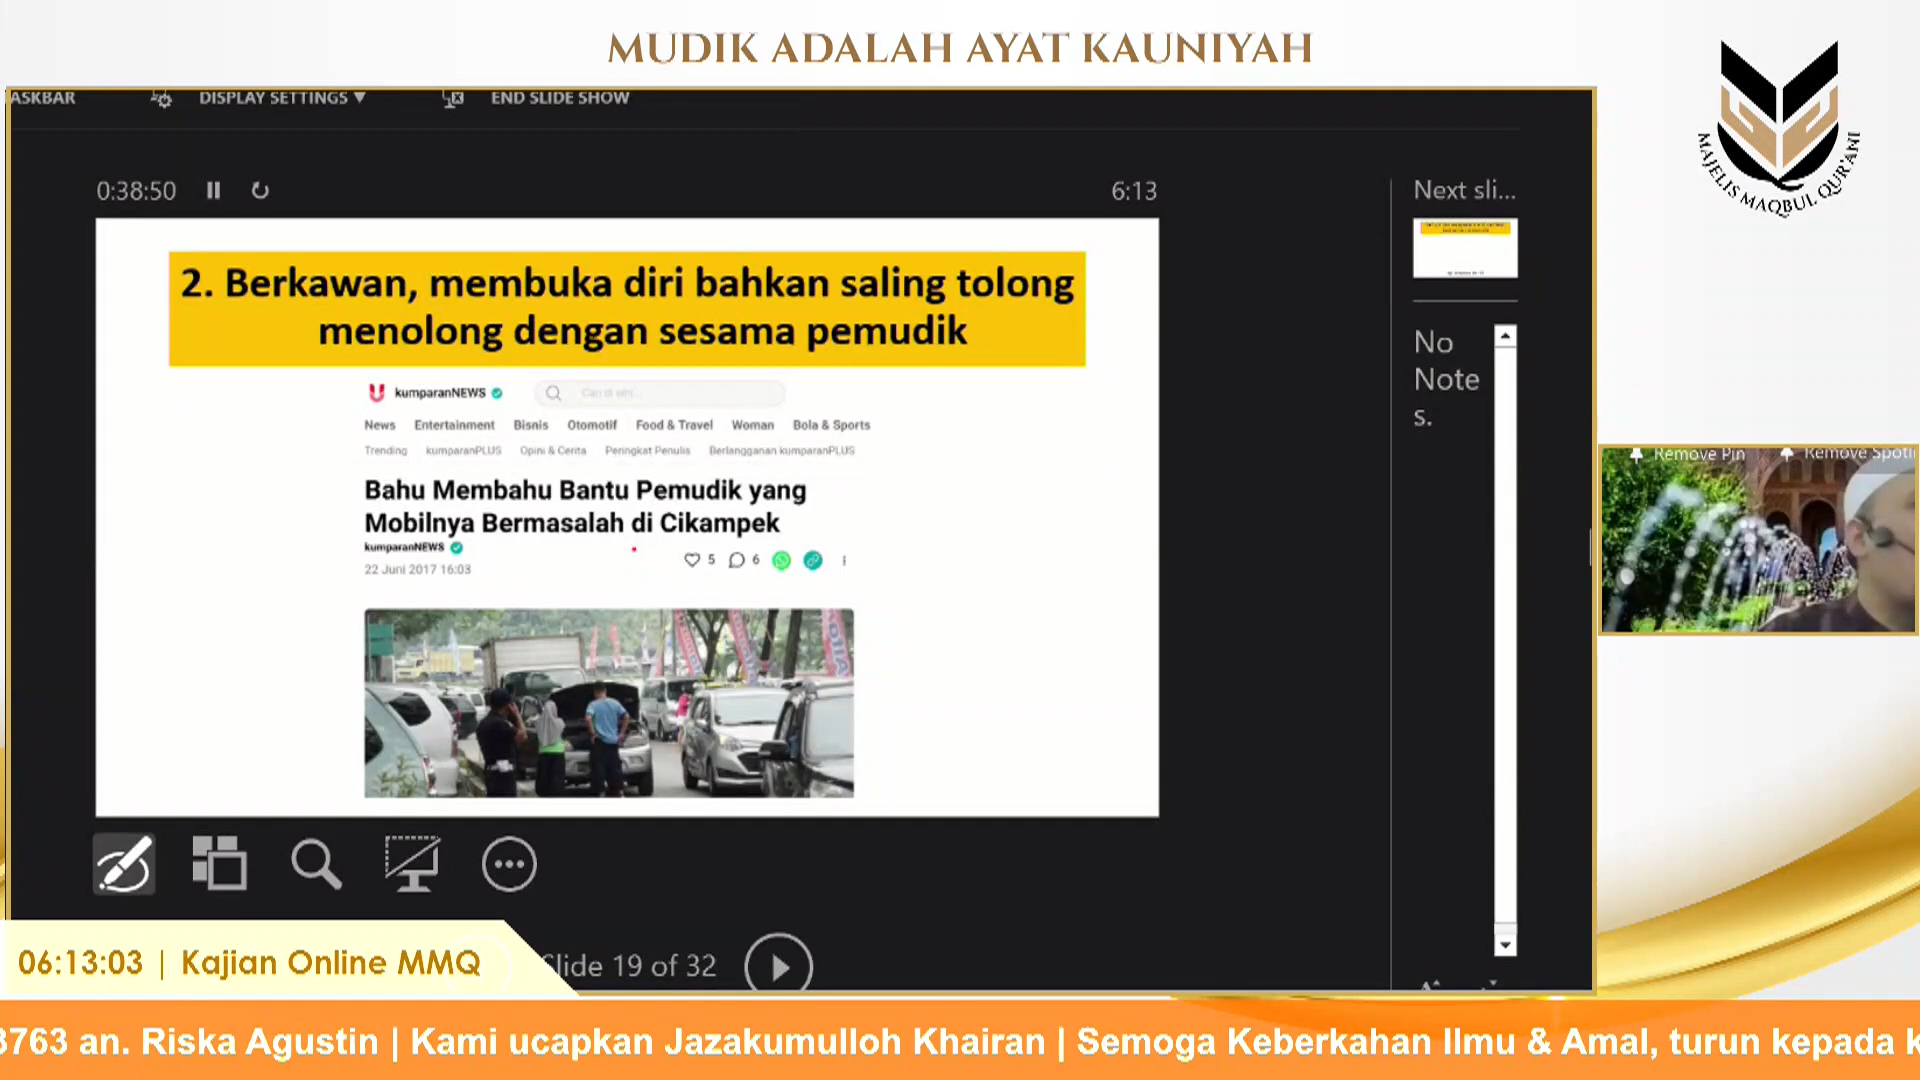 MUDIK ADALAH AYAT KAUNIYAH
MAJELIS MAQBUL QUR'ANI
ASKBAR
DISPLAY SETTINGS ▼
END SLIDE SHOW
0:38:50
6:13
Next sli...
2. Berkawan, membuka diri bahkan saling tolong
menolong dengan sesama pemudik
kumparanNEWS
Cari di sini...
News Entertainment Bisnis Otomotif Food & Travel Woman Bola & Sports
Trending kumparanPLUS Opini & Cerita Peringkat Penulis Berlangganan kumparanPLUS
Bahu Membahu Bantu Pemudik yang
Mobilnya Bermasalah di Cikampek
kumparanNEWS
5 6
22 Juni 2017 16:03
No
Note
s.
Remove Pin
Remove Spotli
06:13:03 | Kajian Online MMQ
Slide 19 of 32
3763 an. Riska Agustin | Kami ucapkan Jazakumulloh Khairan | Semoga Keberkahan Ilmu & Amal, turun kepada k